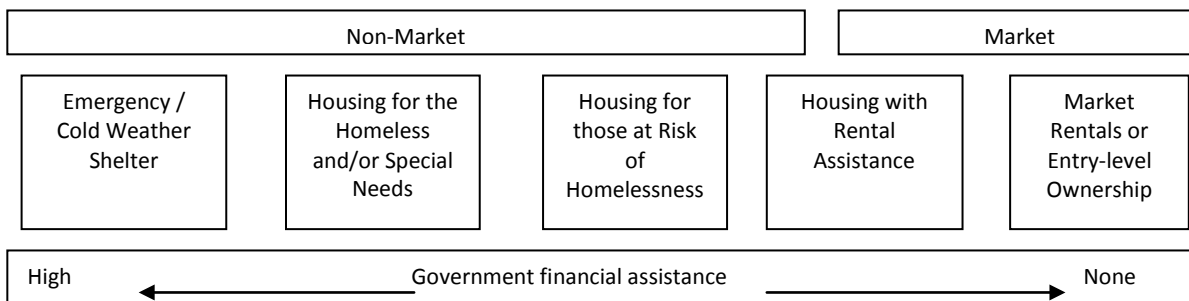 Non-Market
Market
Emergency /
Cold Weather
Shelter
Housing for the
Homeless
and/or Special
Needs
Housing for
those at Risk
of
Homelessness
Housing with
Rental
Assistance
Market
Rentals or
Entry-level
Ownership
High
Government financial assistance
None